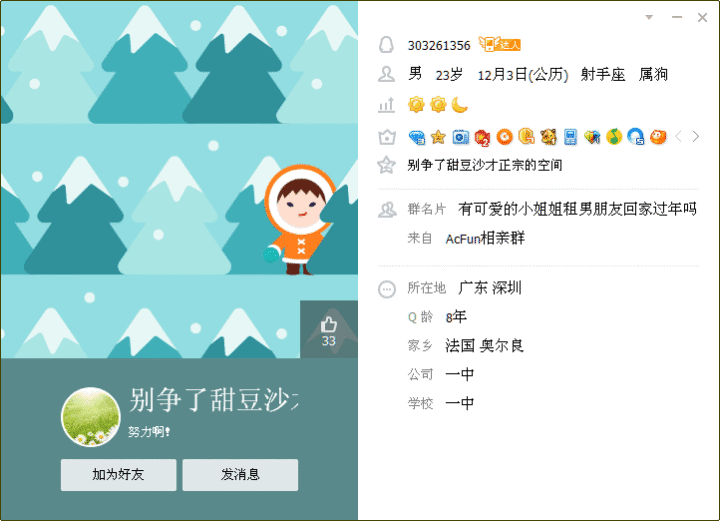 33
别争了甜豆沙
努力啊!
加为好友
发消息
303261356 达人
男 23岁 12月3日(公历) 射手座 属狗
别争了甜豆沙才正宗的空间
群名片 有可爱的小姐姐租男朋友回家过年吗
来自 AcFun相亲群
所在地 广东 深圳
Q 龄 8年
家乡 法国 奥尔良
公司 一中
学校 一中